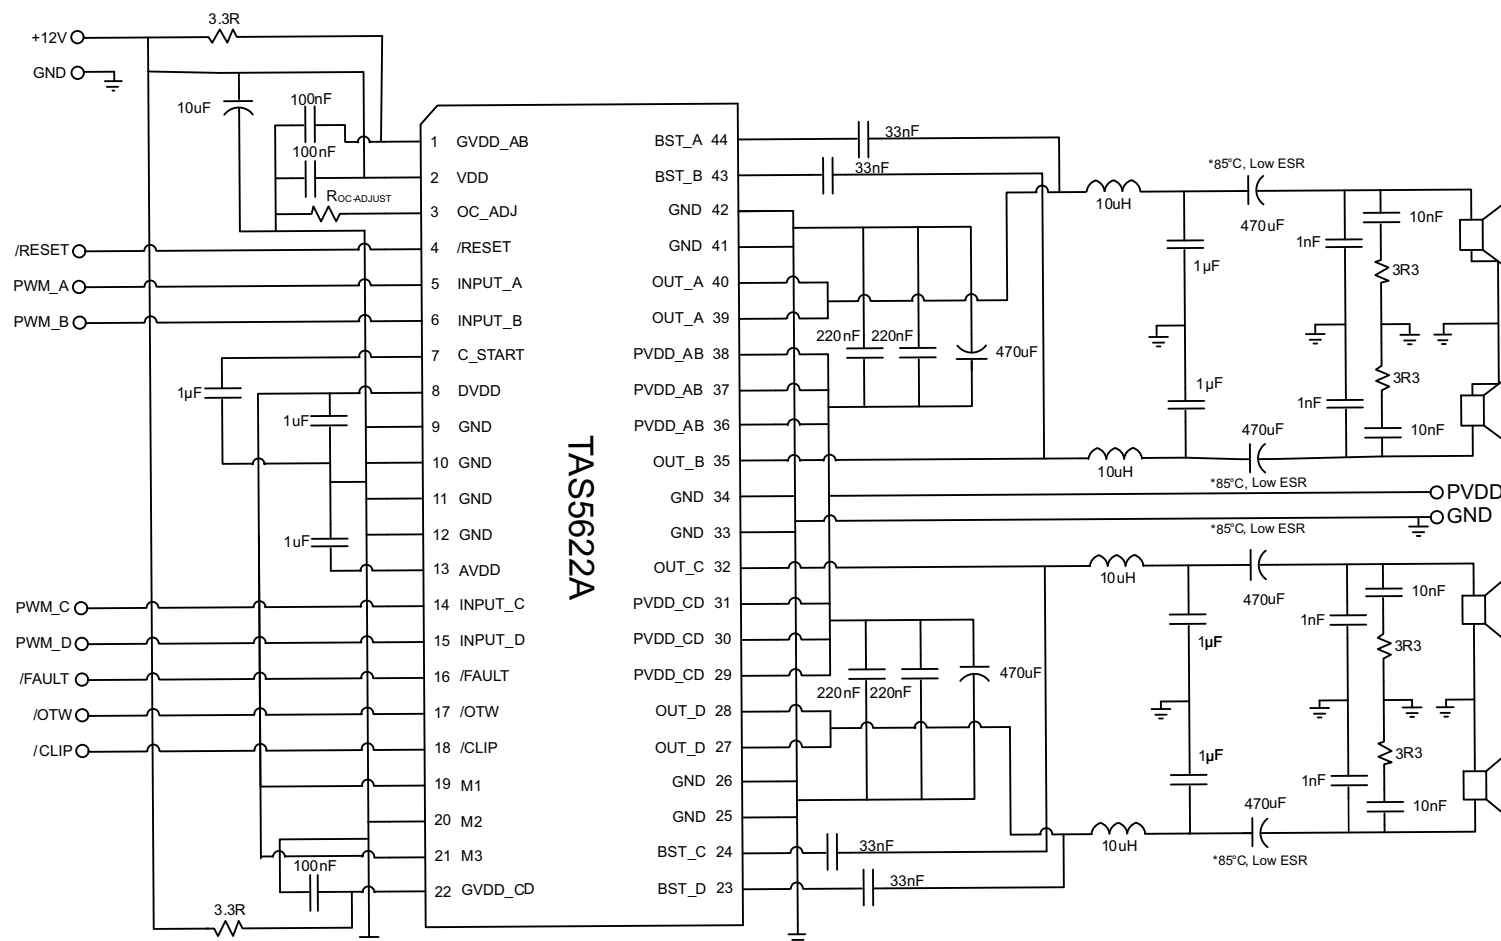 3.3R
+12V
GND
10uF
100nF
100nF
ROC-ADJUST
/RESET
PWM_A
PWM_B
1µF
1uF
1uF
PWM_C
PWM_D
/FAULT
/OTW
/CLIP
100nF
3.3R
1 GVDD_AB
2 VDD
3 OC_ADJ
4 /RESET
5 INPUT_A
6 INPUT_B
7 C_START
8 DVDD
9 GND
10 GND
11 GND
12 GND
13 AVDD
14 INPUT_C
15 INPUT_D
16 /FAULT
17 /OTW
18 /CLIP
19 M1
20 M2
21 M3
22 GVDD_CD
TAS5622A
BST_A 44
BST_B 43
GND 42
GND 41
OUT_A 40
OUT_A 39
PVDD_AB 38
PVDD_AB 37
PVDD_AB 36
OUT_B 35
GND 34
GND 33
OUT_C 32
PVDD_CD 31
PVDD_CD 30
PVDD_CD 29
OUT_D 28
OUT_D 27
GND 26
GND 25
BST_C 24
BST_D 23
33nF
33nF
220nF
220nF
470uF
10uH
*85°C, Low ESR
470uF
1µF
1nF
10nF
3R3
1µF
3R3
1nF
10nF
470uF
10uH
*85°C, Low ESR
PVDD
GND
*85°C, Low ESR
10uH
470uF
1µF
1nF
10nF
3R3
220nF
220nF
470uF
1µF
3R3
1nF
10nF
470uF
10uH
*85°C, Low ESR
33nF
33nF